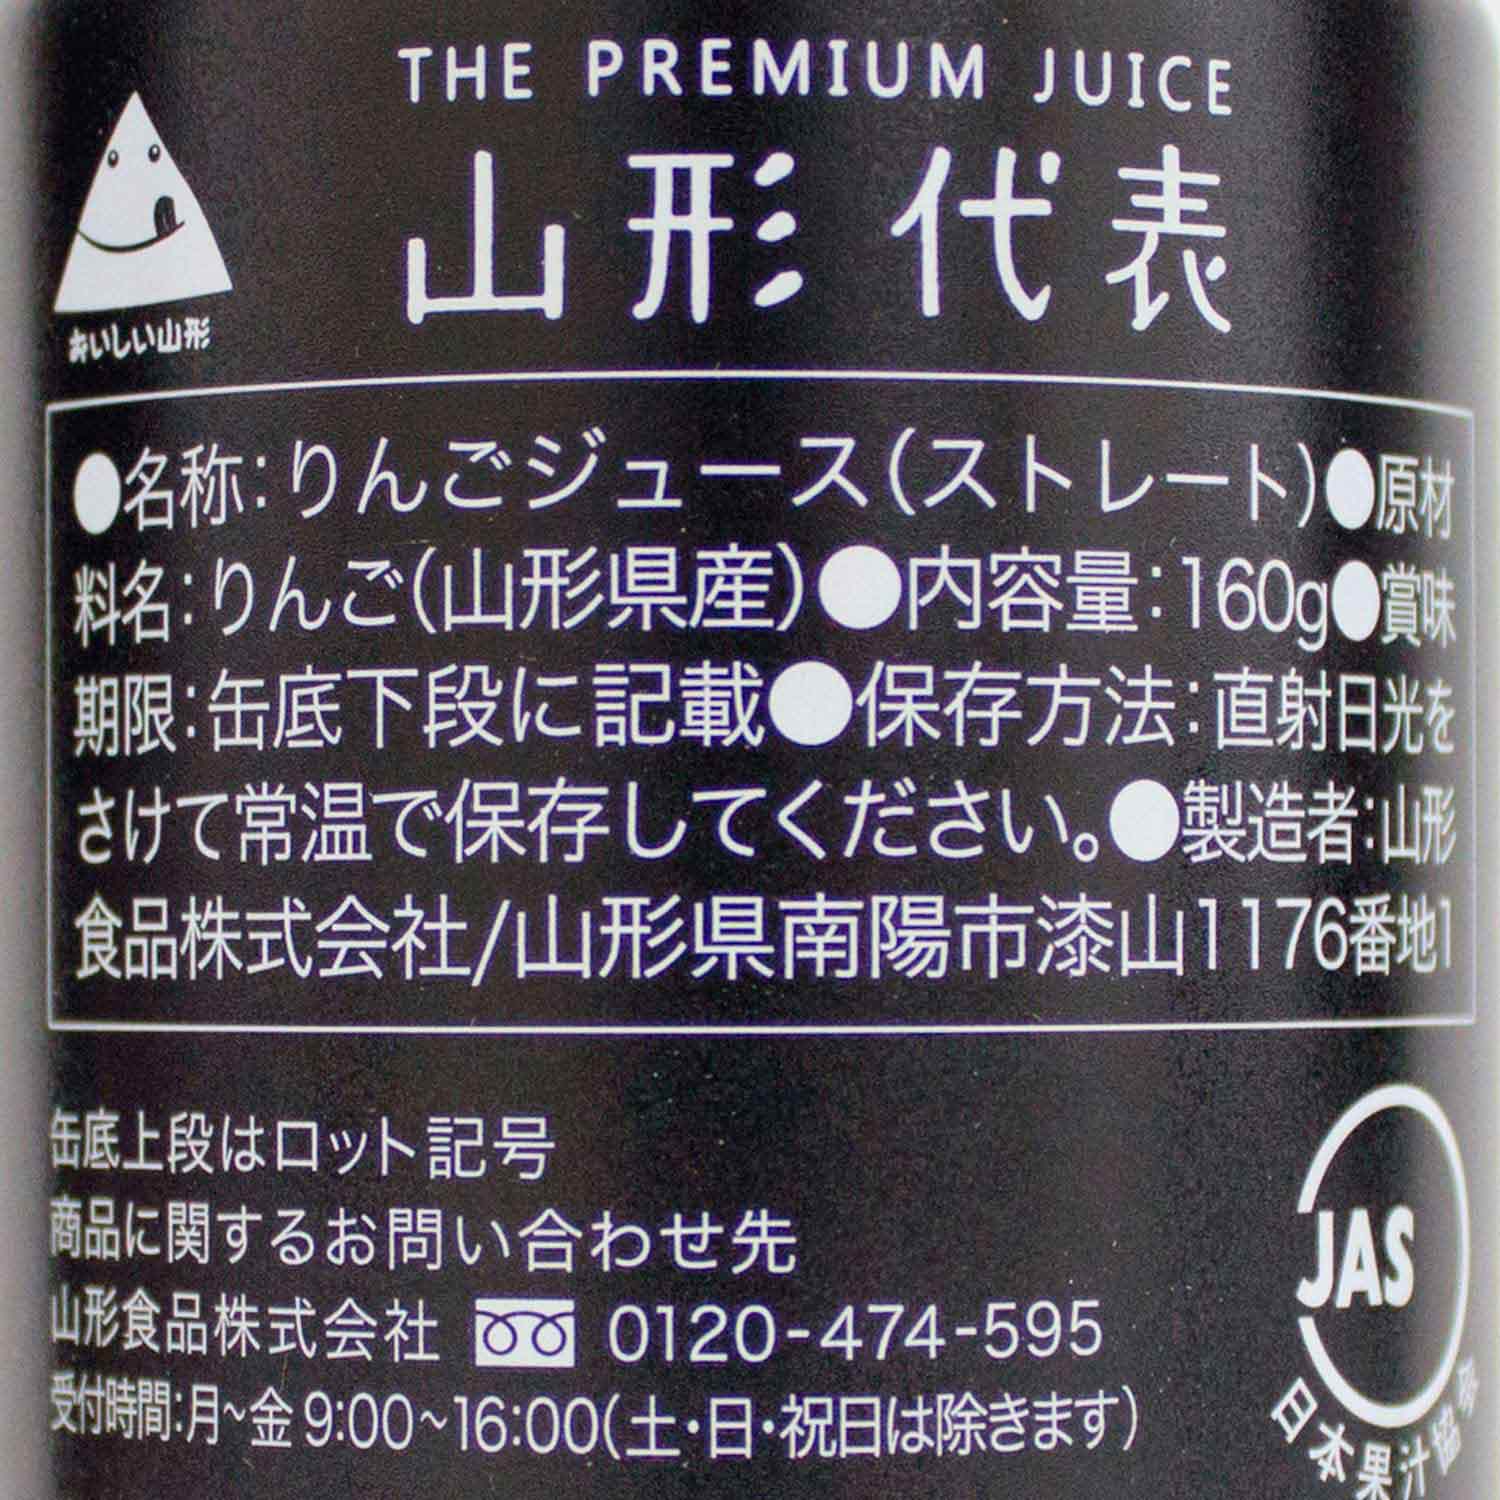 THE PREMIUM JUICE
山形代表
おいしい山形
●名称:りんごジュース(ストレート)●原材
料名:りんご(山形県産)●内容量:160g●賞味
期限:缶底下段に記載●保存方法:直射日光を
さけて常温で保存してください。●製造者:山形
食品株式会社/山形県南陽市漆山1176番地1
缶底上段はロット記号
商品に関するお問い合わせ先
山形食品株式会社 0120-474-595
受付時間:月~金 9:00~16:00(土・日・祝日は除きます)
JAS
日本果汁協会